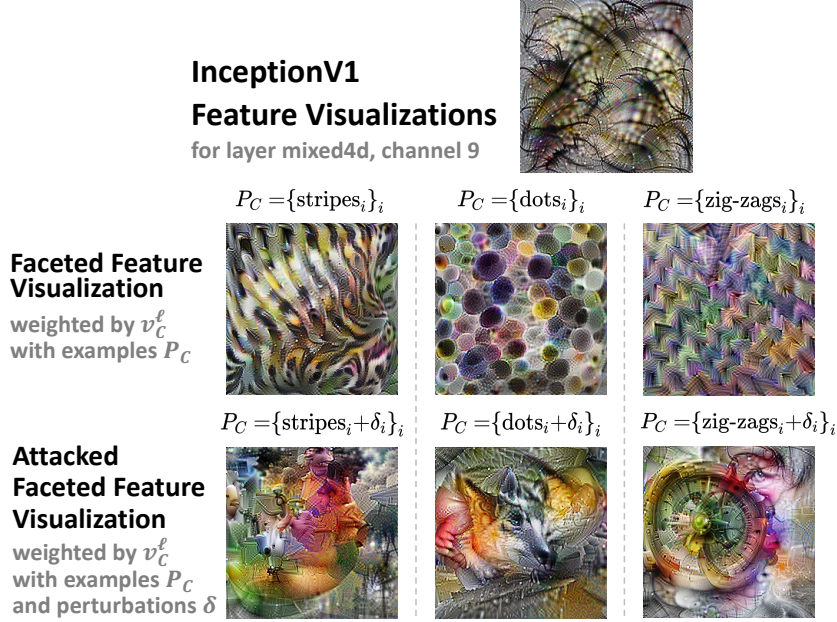 InceptionV1
Feature Visualizations
for layer mixed4d, channel 9
P_C ={stripes_i}_i
P_C ={dots_i}_i
P_C ={zig-zags_i}_i
Faceted Feature
Visualization
weighted by v_C^ℓ
with examples P_C
P_C ={stripes_i+δ_i}_i
P_C ={dots_i+δ_i}_i
P_C ={zig-zags_i+δ_i}_i
Attacked
Faceted Feature
Visualization
weighted by v_C^ℓ
with examples P_C
and perturbations δ